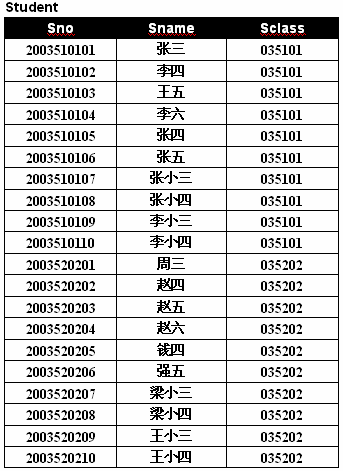 Student
Sno Sname Sclass
2003510101 张三 035101
2003510102 李四 035101
2003510103 王五 035101
2003510104 李六 035101
2003510105 张四 035101
2003510106 张五 035101
2003510107 张小三 035101
2003510108 张小四 035101
2003510109 李小三 035101
2003510110 李小四 035101
2003520201 周三 035202
2003520202 赵四 035202
2003520203 赵五 035202
2003520204 赵六 035202
2003520205 钱四 035202
2003520206 强五 035202
2003520207 梁小三 035202
2003520208 梁小四 035202
2003520209 王小三 035202
2003520210 王小四 035202